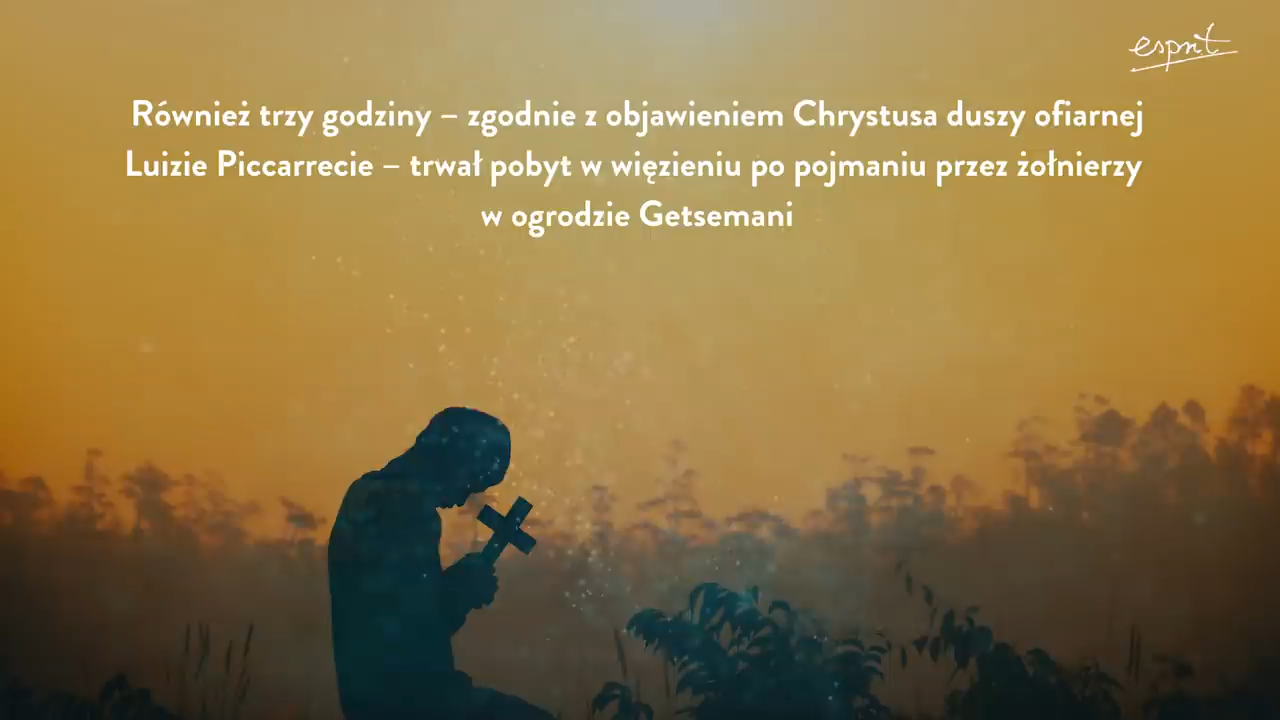 esprit
Również trzy godziny – zgodnie z objawieniem Chrystusa duszy ofiarnej
Luizie Piccarrecie – trwał pobyt w więzieniu po pojmaniu przez żołnierzy
w ogrodzie Getsemani